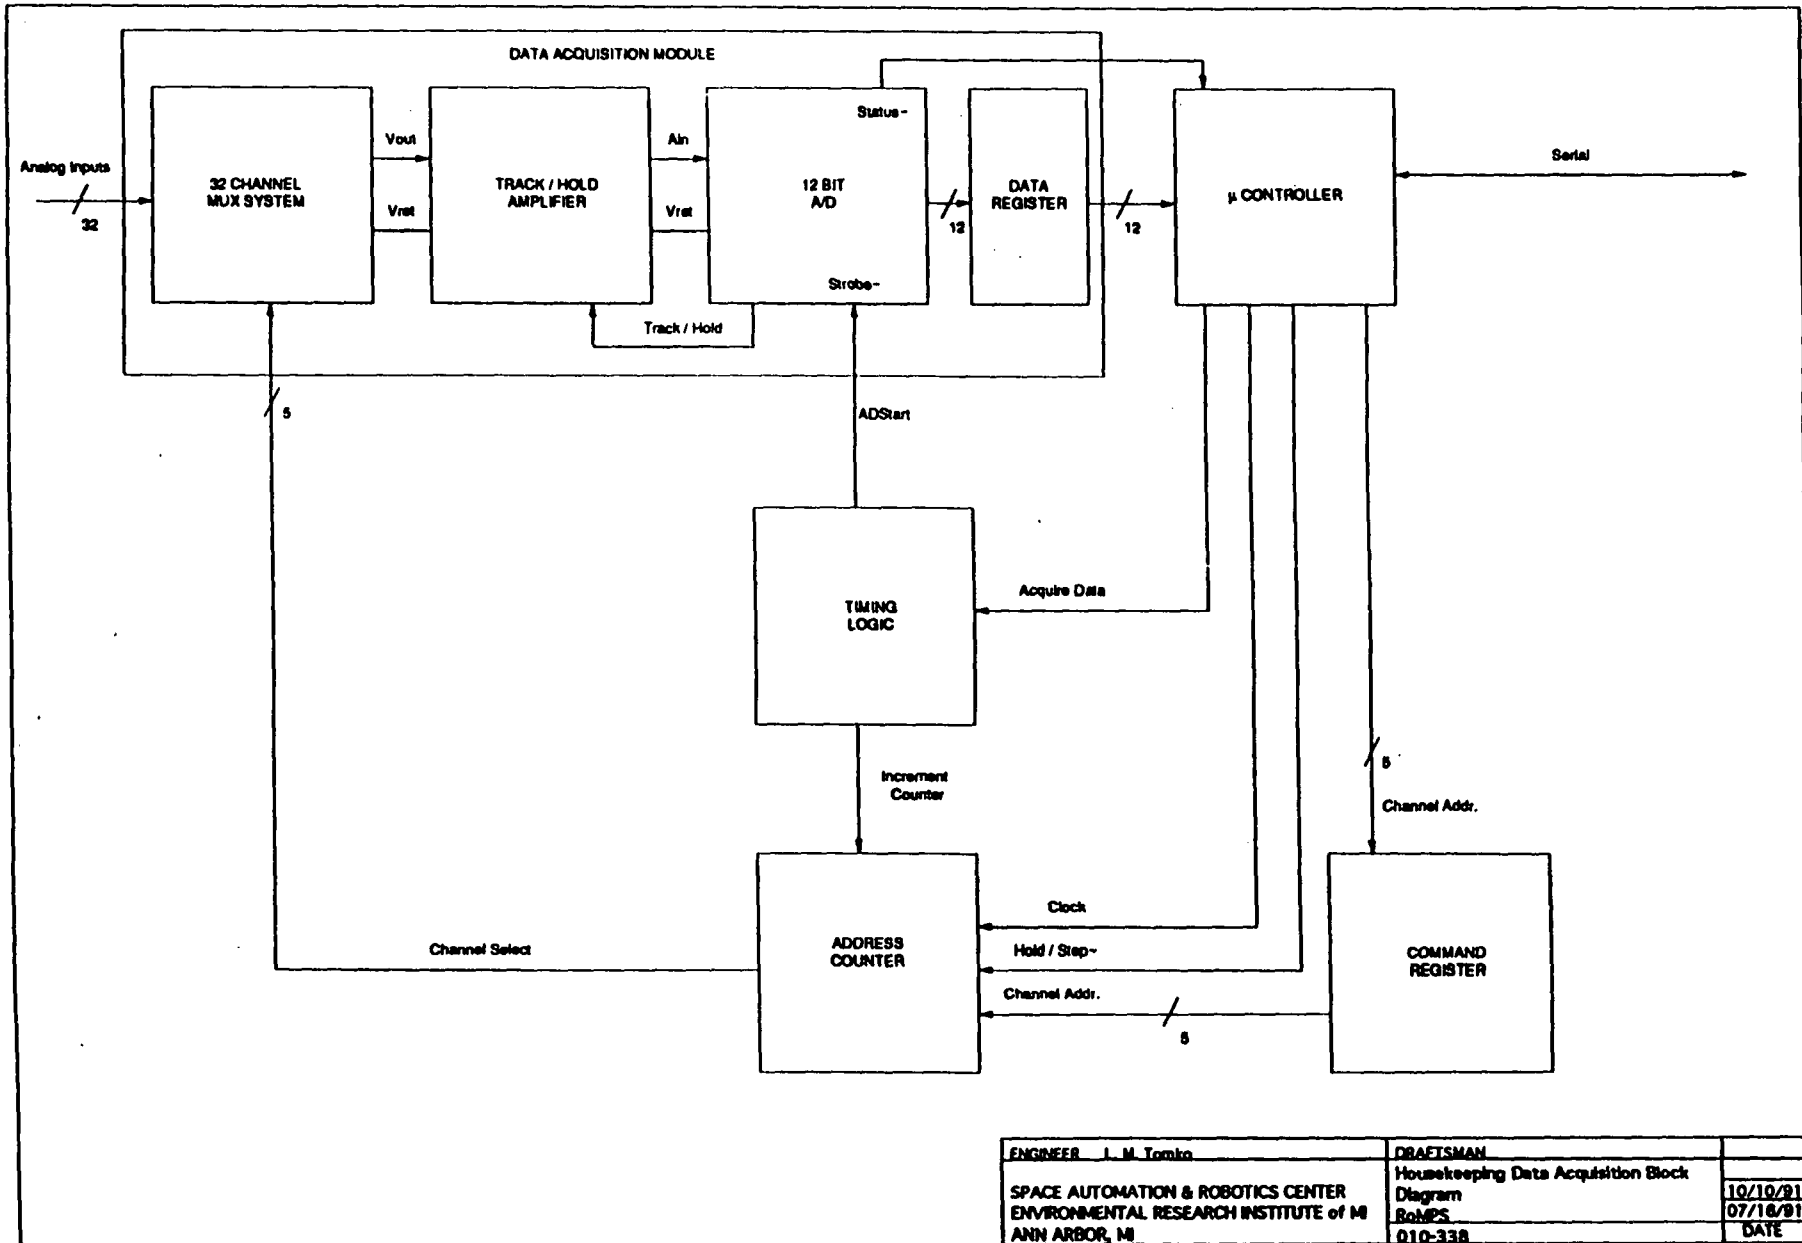 DATA ACQUISITION MODULE
Analog Inputs
32
32 CHANNEL
MUX SYSTEM
Vout
Vret
TRACK / HOLD
AMPLIFIER
Ain
Vret
Status~
12 BIT
A/D
Strobe~
12
DATA
REGISTER
12
µ CONTROLLER
Serial
Track / Hold
5
ADStart
TIMING
LOGIC
Acquire Data
Increment
Counter
5
Channel Addr.
Channel Select
ADDRESS
COUNTER
Clock
Hold / Step~
Channel Addr.
5
COMMAND
REGISTER
ENGINEER L. M. Tomko
SPACE AUTOMATION & ROBOTICS CENTER
ENVIRONMENTAL RESEARCH INSTITUTE of MI
ANN ARBOR, MI
DRAFTSMAN
Housekeeping Data Acquisition Block
Diagram
RoMPS
010-338
10/10/91
07/18/91
DATE